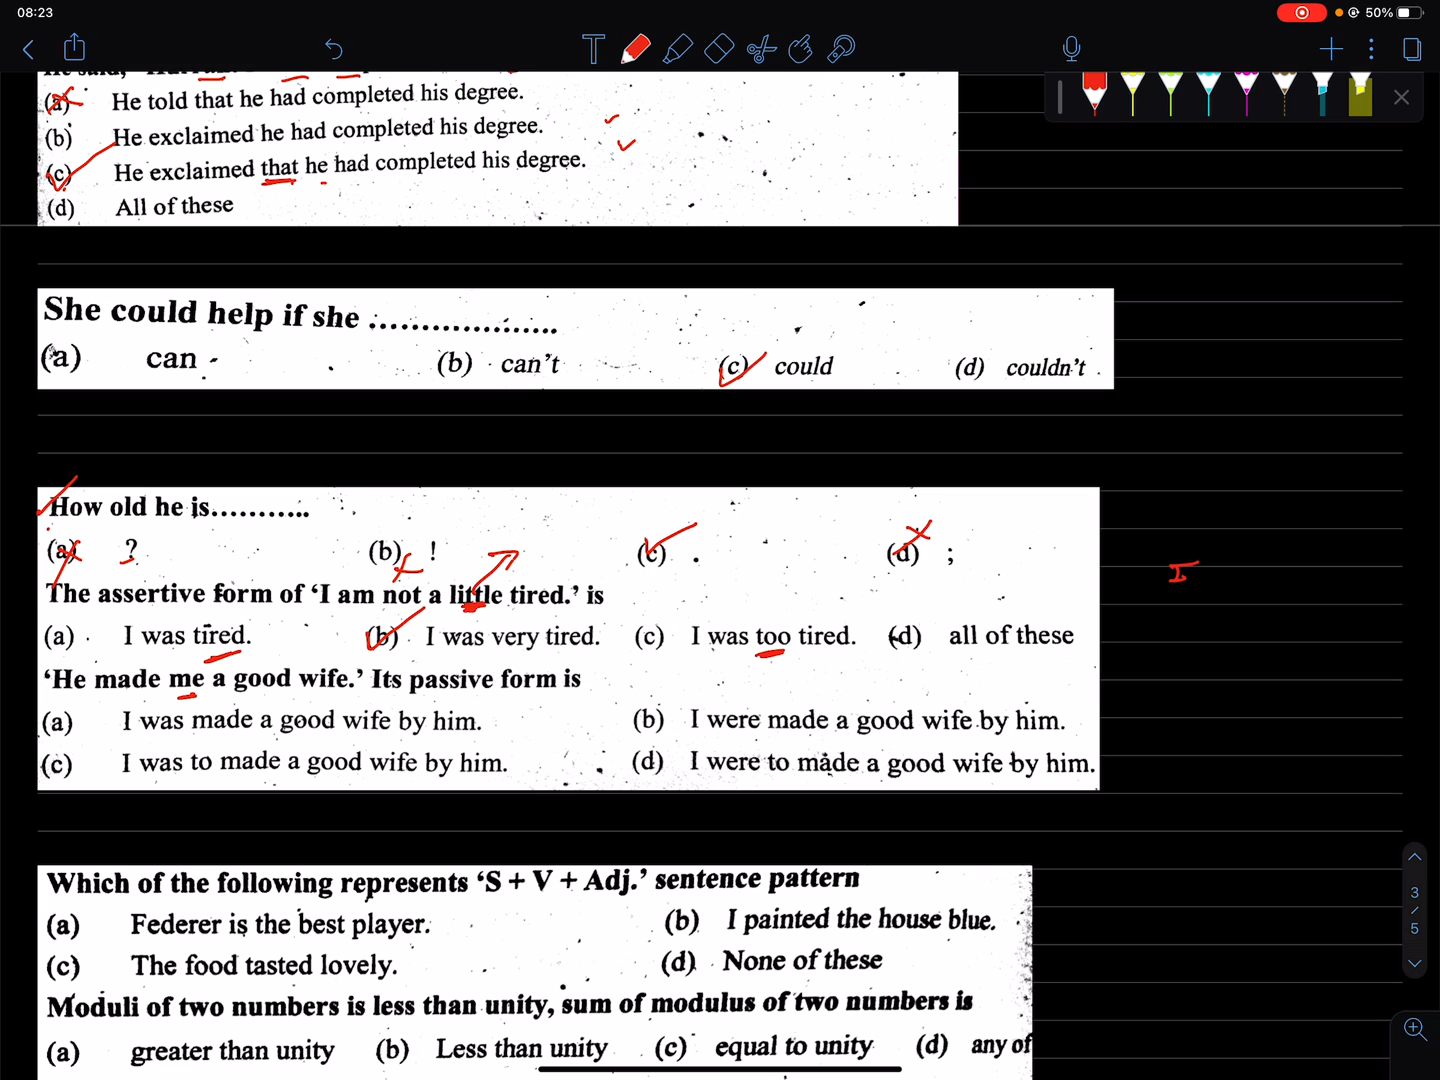 08:23
50%
He said,
(a) He told that he had completed his degree.
(b) He exclaimed he had completed his degree.
(c) He exclaimed that he had completed his degree.
(d) All of these
She could help if she ...................
(a) can
(b) can't
(c) could
(d) couldn't
How old he is...........
(a) ?
(b) !
(c) .
(d) ;
I
The assertive form of 'I am not a little tired.' is
(a) I was tired.
(b) I was very tired.
(c) I was too tired.
(d) all of these
'He made me a good wife.' Its passive form is
(a) I was made a good wife by him.
(b) I were made a good wife by him.
(c) I was to made a good wife by him.
(d) I were to made a good wife by him.
Which of the following represents 'S + V + Adj.' sentence pattern
(a) Federer is the best player.
(b) I painted the house blue.
(c) The food tasted lovely.
(d) None of these
Moduli of two numbers is less than unity, sum of modulus of two numbers is
(a) greater than unity
(b) Less than unity
(c) equal to unity
(d) any of
3
/
5